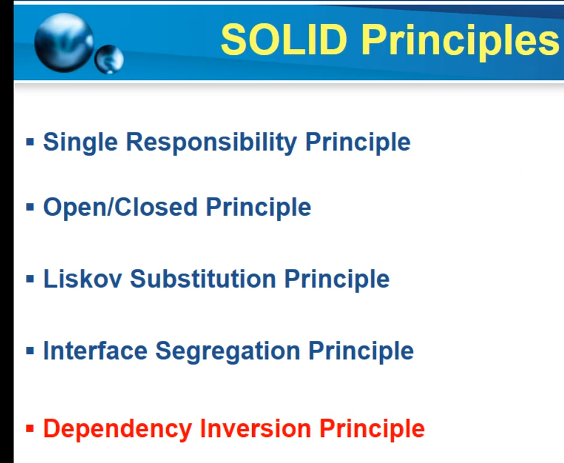 SOLID Principles
▪ Single Responsibility Principle
▪ Open/Closed Principle
▪ Liskov Substitution Principle
▪ Interface Segregation Principle
▪ Dependency Inversion Principle